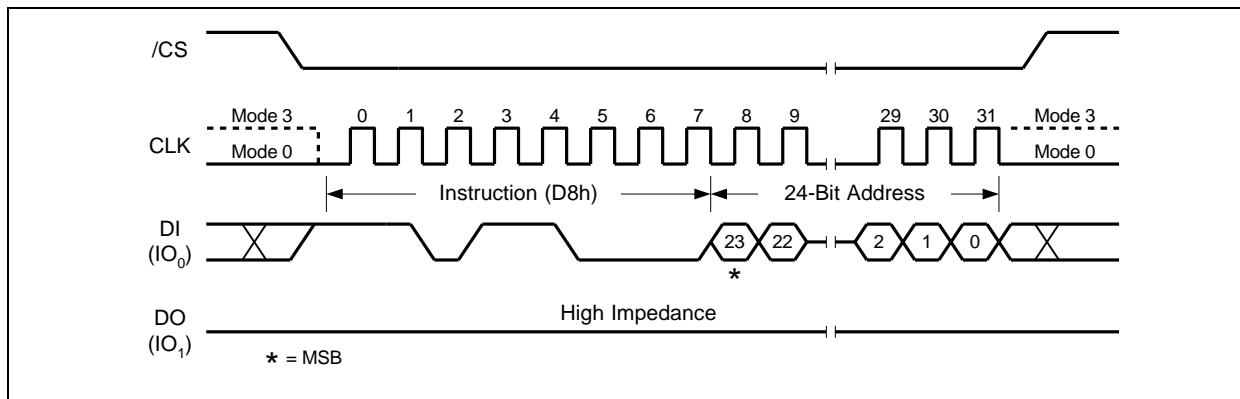 /CS
Mode 3 0 1 2 3 4 5 6 7 8 9 29 30 31 Mode 3
CLK
Mode 0 Mode 0
Instruction (D8h) 24-Bit Address
DI
(IO0)
23 22 2 1 0
*
High Impedance
DO
(IO1)
* = MSB